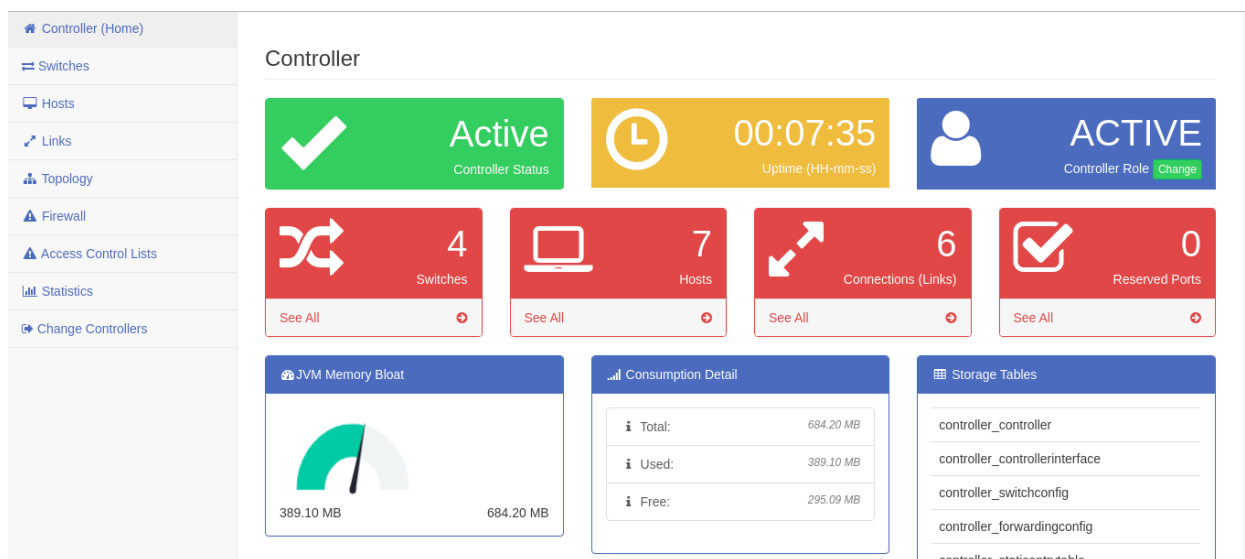 Controller (Home)
Switches
Hosts
Links
Topology
Firewall
Access Control Lists
Statistics
Change Controllers
Controller
Active
Controller Status
00:07:35
Uptime (HH-mm-ss)
ACTIVE
Controller Role Change
4
Switches
See All
7
Hosts
See All
6
Connections (Links)
See All
0
Reserved Ports
See All
JVM Memory Bloat
389.10 MB 684.20 MB
Consumption Detail
Total: 684.20 MB
Used: 389.10 MB
Free: 295.09 MB
Storage Tables
controller_controller
controller_controllerinterface
controller_switchconfig
controller_forwardingconfig